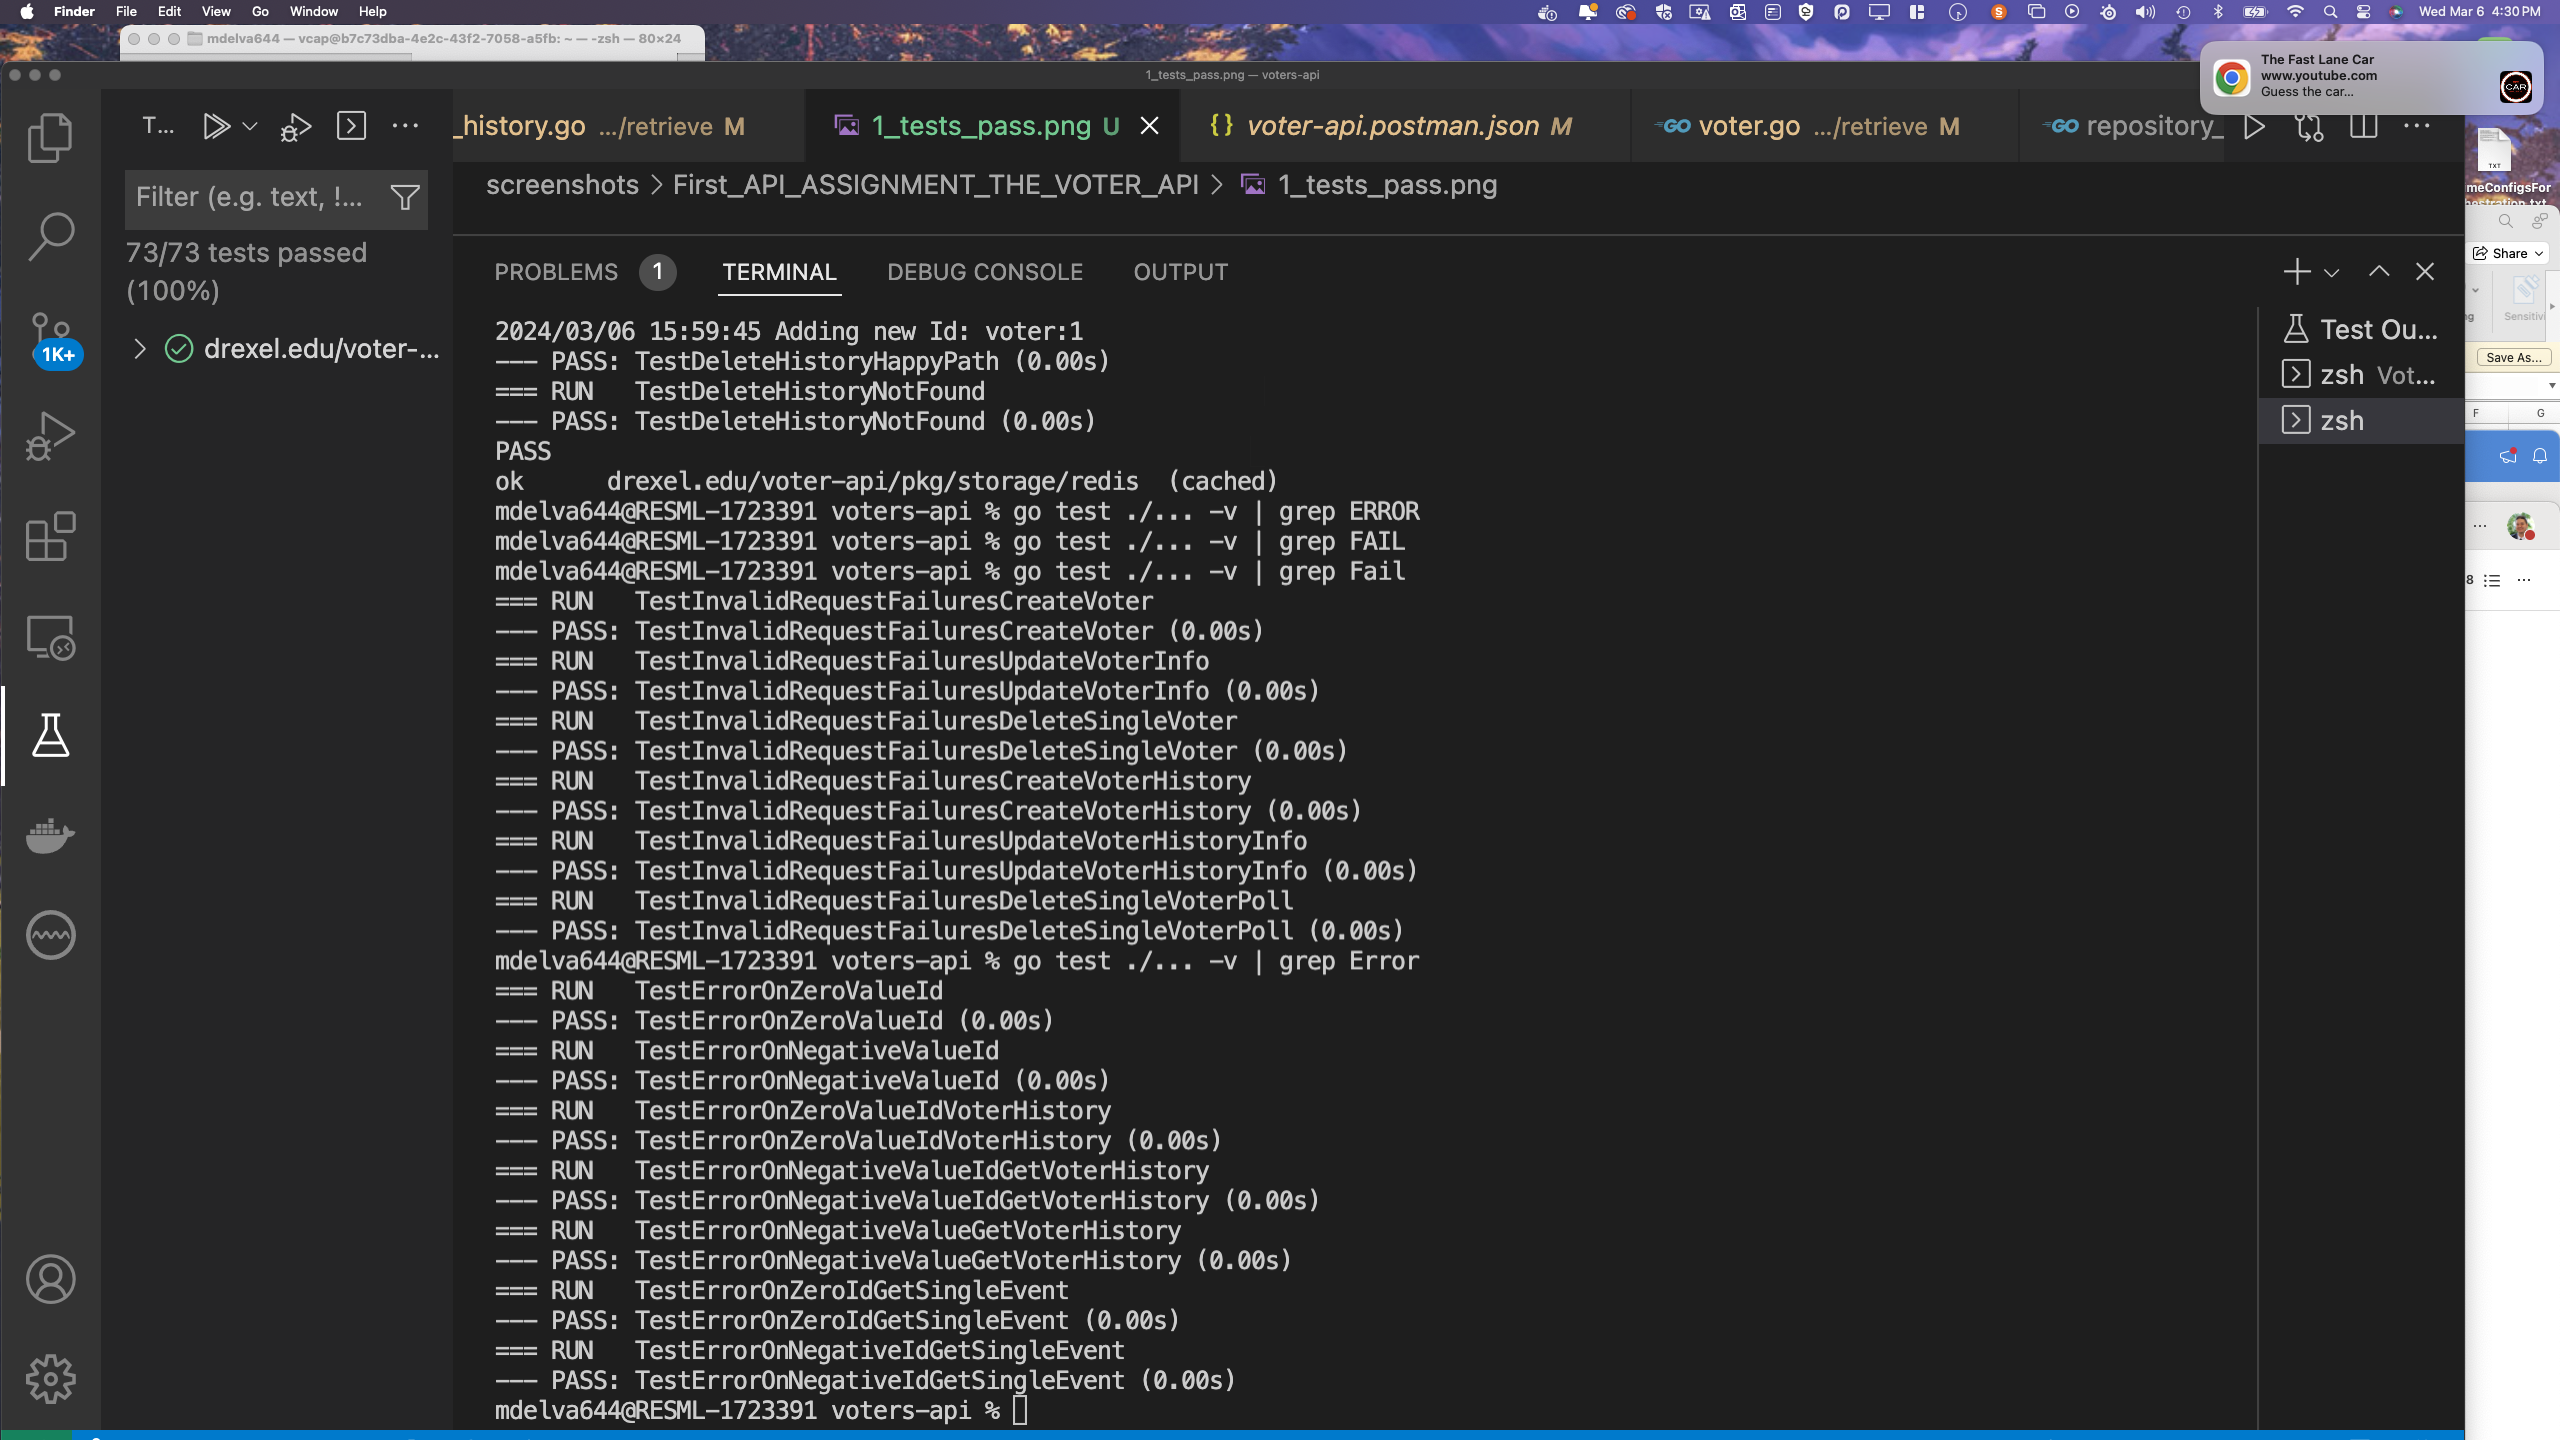 Finder File Edit View Go Window Help
Wed Mar 6 4:30 PM
mdelva644 — vcap@b7c73dba-4e2c-43f2-7058-a5fb: ~ — -zsh — 80×24
1_tests_pass.png — voters-api
The Fast Lane Car
www.youtube.com
Guess the car...
CAR
T...
_history.go .../retrieve M
1_tests_pass.png U
{} voter-api.postman.json M
GO voter.go .../retrieve M
GO repository_
TXT
meConfigsFor
screenshots > First_API_ASSIGNMENT_THE_VOTER_API > 1_tests_pass.png
Filter (e.g. text, !...
73/73 tests passed
(100%)
drexel.edu/voter-...
1K+
PROBLEMS 1 TERMINAL DEBUG CONSOLE OUTPUT
Share
Sensitivi
Save As...
F G
8
Test Ou...
zsh Vot...
zsh
2024/03/06 15:59:45 Adding new Id: voter:1
--- PASS: TestDeleteHistoryHappyPath (0.00s)
=== RUN   TestDeleteHistoryNotFound
--- PASS: TestDeleteHistoryNotFound (0.00s)
PASS
ok      drexel.edu/voter-api/pkg/storage/redis  (cached)
mdelva644@RESML-1723391 voters-api % go test ./... -v | grep ERROR
mdelva644@RESML-1723391 voters-api % go test ./... -v | grep FAIL
mdelva644@RESML-1723391 voters-api % go test ./... -v | grep Fail
=== RUN   TestInvalidRequestFailuresCreateVoter
--- PASS: TestInvalidRequestFailuresCreateVoter (0.00s)
=== RUN   TestInvalidRequestFailuresUpdateVoterInfo
--- PASS: TestInvalidRequestFailuresUpdateVoterInfo (0.00s)
=== RUN   TestInvalidRequestFailuresDeleteSingleVoter
--- PASS: TestInvalidRequestFailuresDeleteSingleVoter (0.00s)
=== RUN   TestInvalidRequestFailuresCreateVoterHistory
--- PASS: TestInvalidRequestFailuresCreateVoterHistory (0.00s)
=== RUN   TestInvalidRequestFailuresUpdateVoterHistoryInfo
--- PASS: TestInvalidRequestFailuresUpdateVoterHistoryInfo (0.00s)
=== RUN   TestInvalidRequestFailuresDeleteSingleVoterPoll
--- PASS: TestInvalidRequestFailuresDeleteSingleVoterPoll (0.00s)
mdelva644@RESML-1723391 voters-api % go test ./... -v | grep Error
=== RUN   TestErrorOnZeroValueId
--- PASS: TestErrorOnZeroValueId (0.00s)
=== RUN   TestErrorOnNegativeValueId
--- PASS: TestErrorOnNegativeValueId (0.00s)
=== RUN   TestErrorOnZeroValueIdVoterHistory
--- PASS: TestErrorOnZeroValueIdVoterHistory (0.00s)
=== RUN   TestErrorOnNegativeValueIdGetVoterHistory
--- PASS: TestErrorOnNegativeValueIdGetVoterHistory (0.00s)
=== RUN   TestErrorOnNegativeValueGetVoterHistory
--- PASS: TestErrorOnNegativeValueGetVoterHistory (0.00s)
=== RUN   TestErrorOnZeroIdGetSingleEvent
--- PASS: TestErrorOnZeroIdGetSingleEvent (0.00s)
=== RUN   TestErrorOnNegativeIdGetSingleEvent
--- PASS: TestErrorOnNegativeIdGetSingleEvent (0.00s)
mdelva644@RESML-1723391 voters-api %